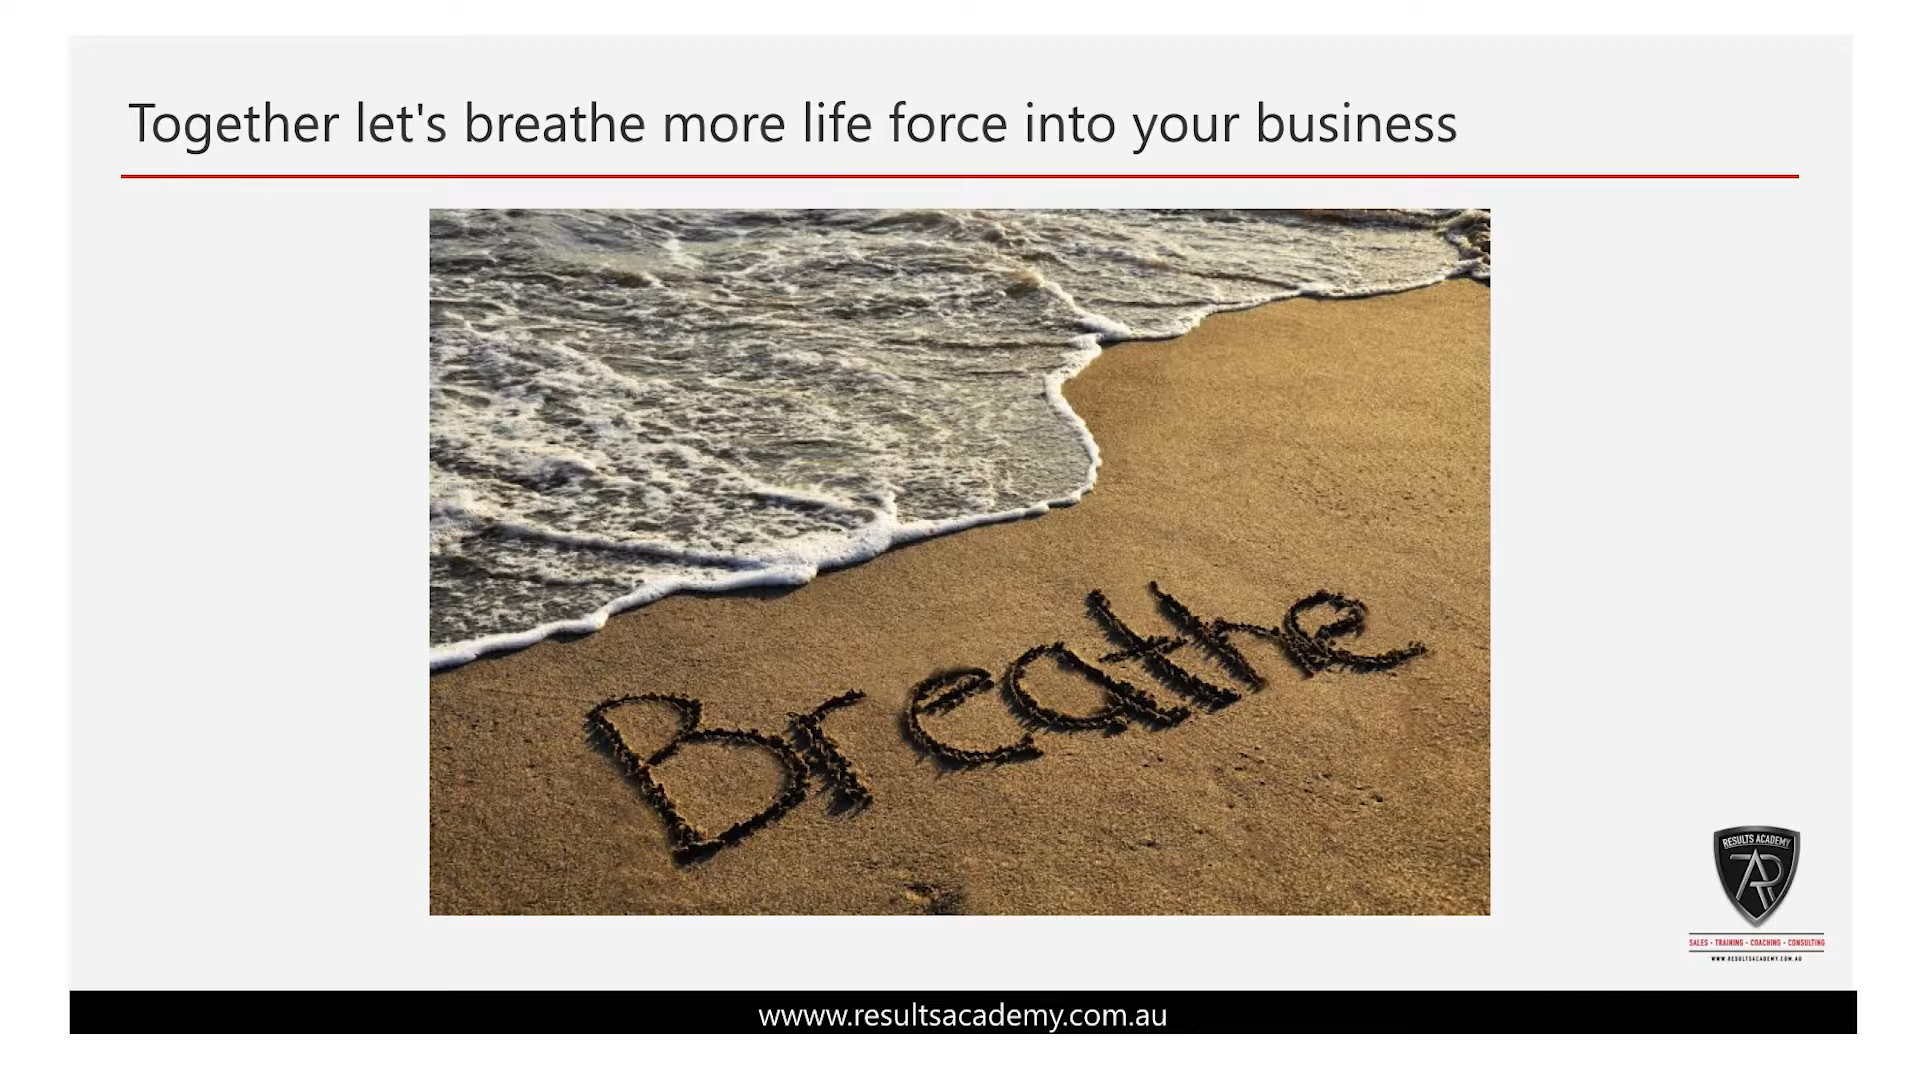 Together let's breathe more life force into your business
Breathe
RESULTS ACADEMY
SALES - TRAINING - COACHING - CONSULTING
WWW.RESULTSACADEMY.COM.AU
wwww.resultsacademy.com.au